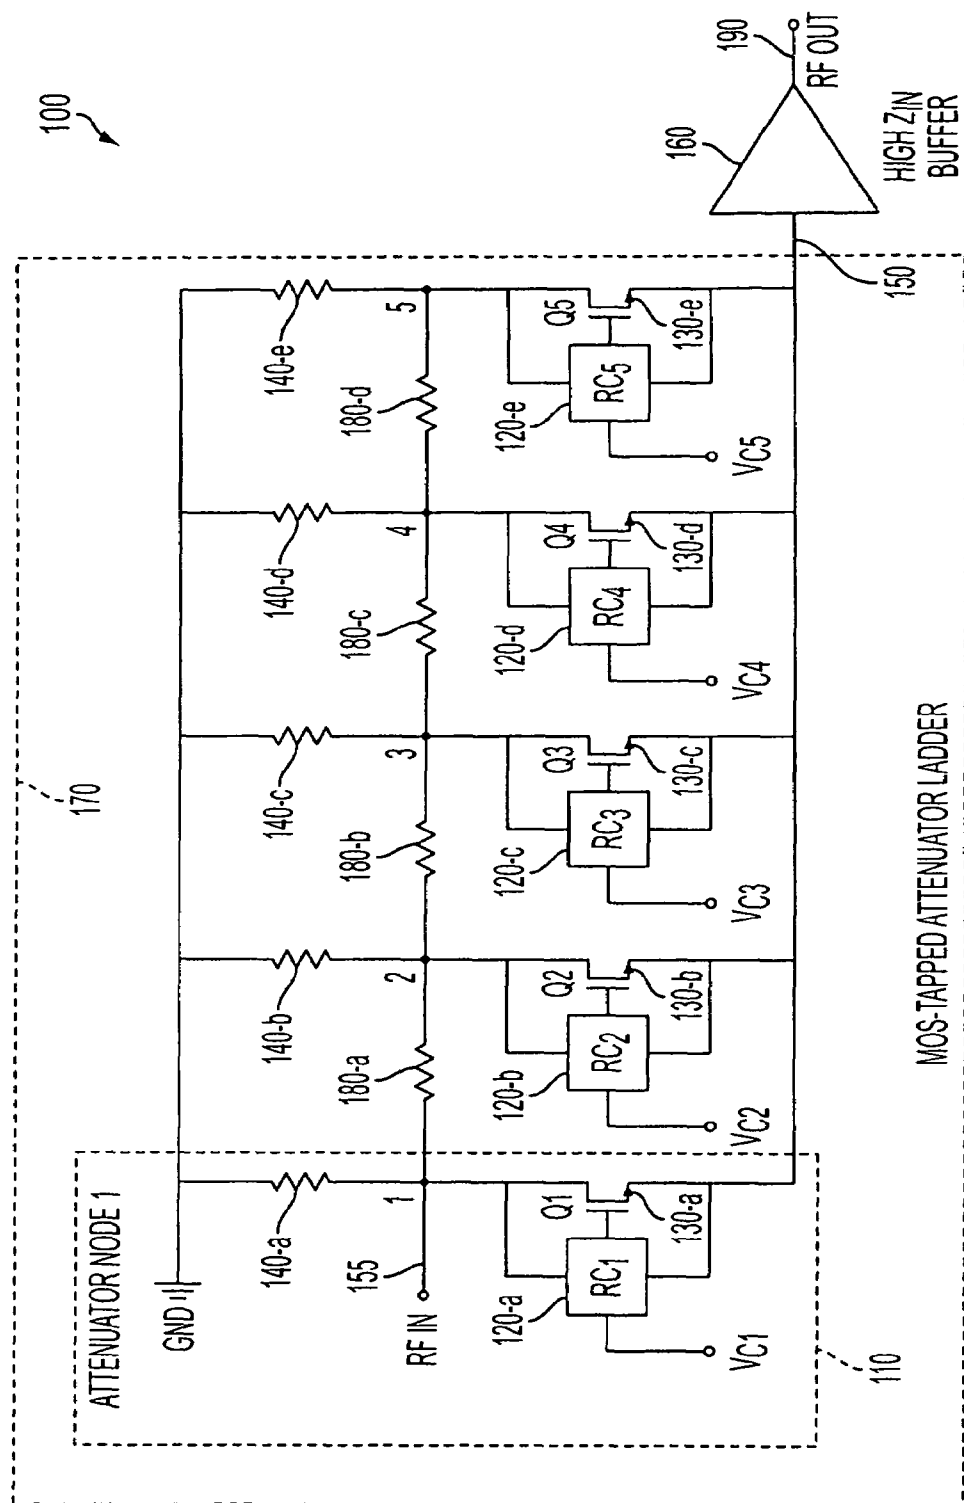 100
170
ATTENUATOR NODE 1
GND
140-a
140-b
140-c
140-d
140-e
180-a
180-b
180-c
180-d
155
RF IN
1
2
3
4
5
120-a
RC1
Q1
130-a
VC1
120-b
RC2
Q2
130-b
VC2
120-c
RC3
Q3
130-c
VC3
120-d
RC4
Q4
130-d
VC4
120-e
RC5
Q5
130-e
VC5
110
150
160
190
RF OUT
HIGH ZIN
BUFFER
MOS-TAPPED ATTENUATOR LADDER